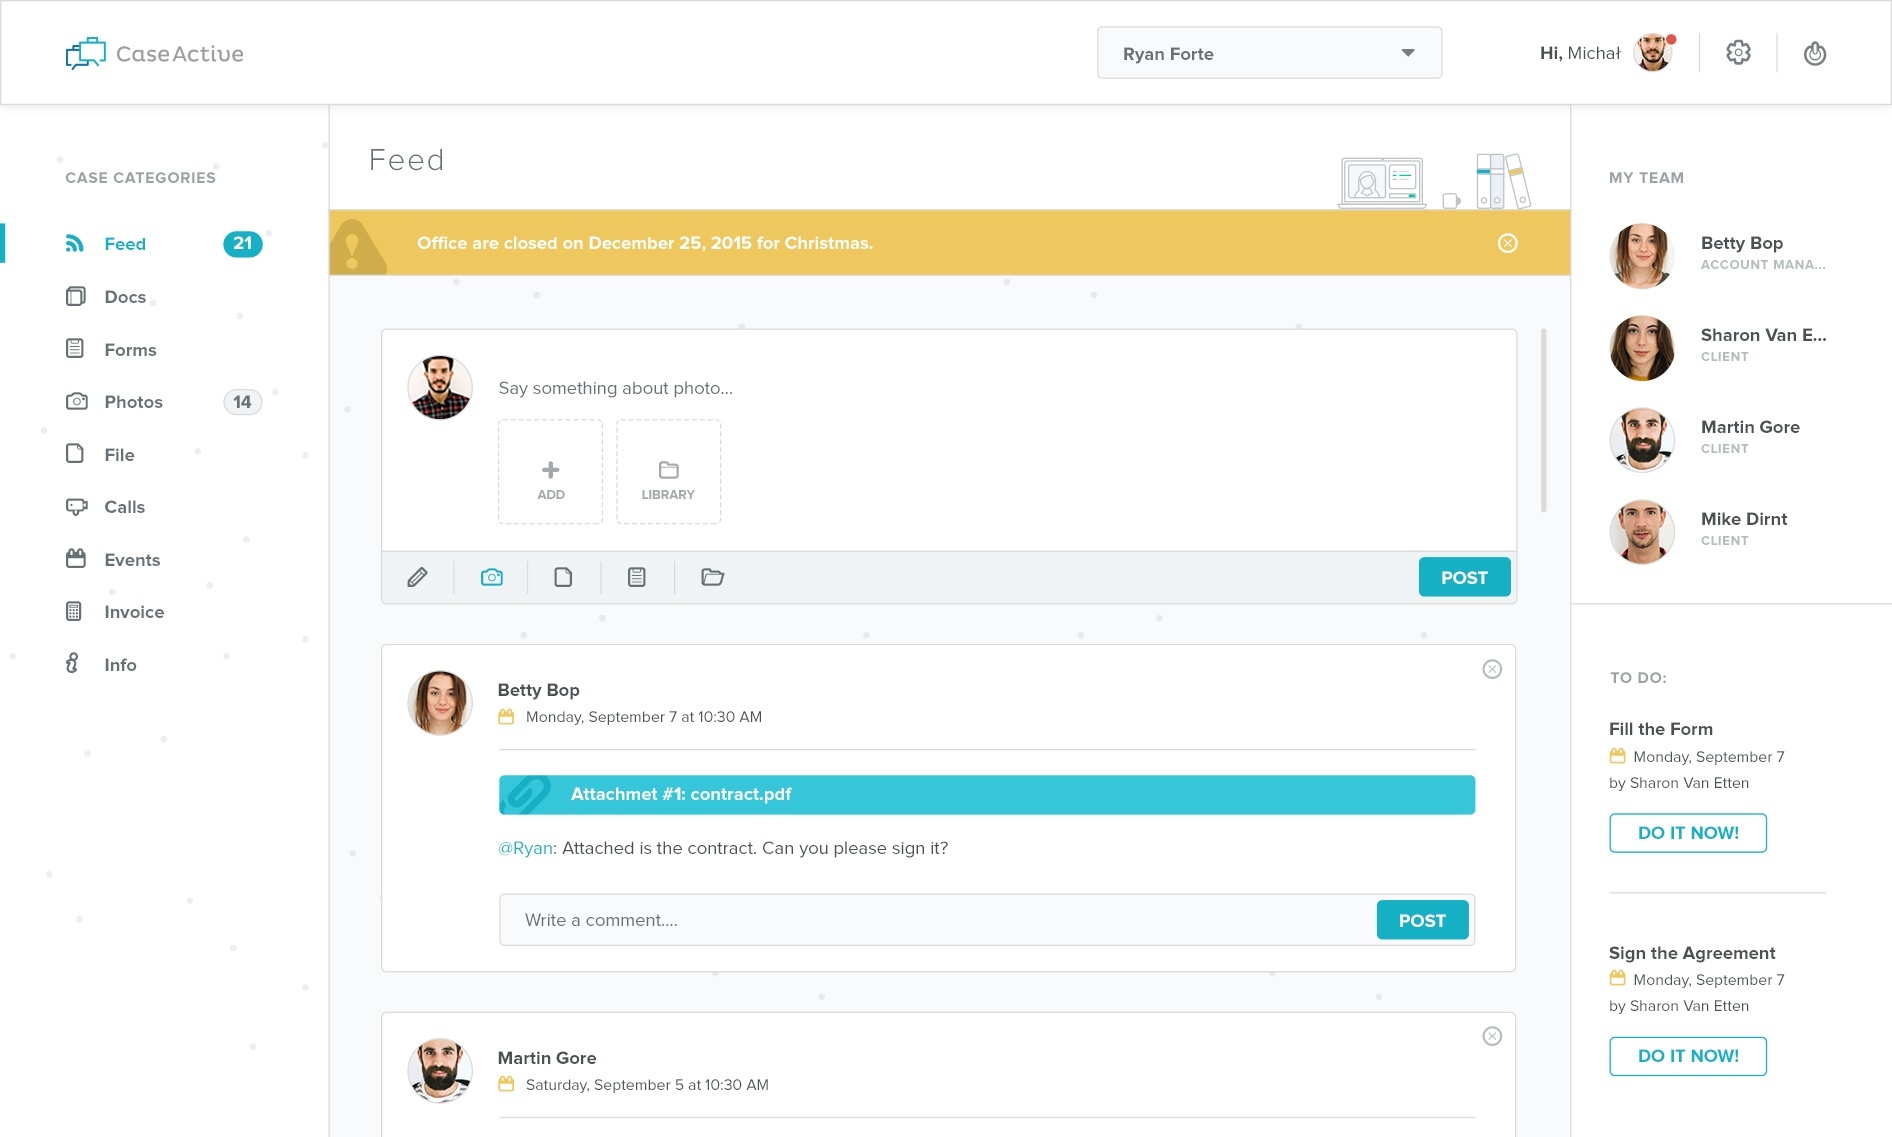 CaseActive
Ryan Forte
Hi, Michał
CASE CATEGORIES
Feed 21
Docs
Forms
Photos 14
File
Calls
Events
Invoice
Info
Feed
Office are closed on December 25, 2015 for Christmas.
Say something about photo...
ADD
LIBRARY
POST
Betty Bop
Monday, September 7 at 10:30 AM
Attachmet #1: contract.pdf
@Ryan: Attached is the contract. Can you please sign it?
Write a comment....
POST
Martin Gore
Saturday, September 5 at 10:30 AM
MY TEAM
Betty Bop
ACCOUNT MANA...
Sharon Van E...
CLIENT
Martin Gore
CLIENT
Mike Dirnt
CLIENT
TO DO:
Fill the Form
Monday, September 7
by Sharon Van Etten
DO IT NOW!
Sign the Agreement
Monday, September 7
by Sharon Van Etten
DO IT NOW!